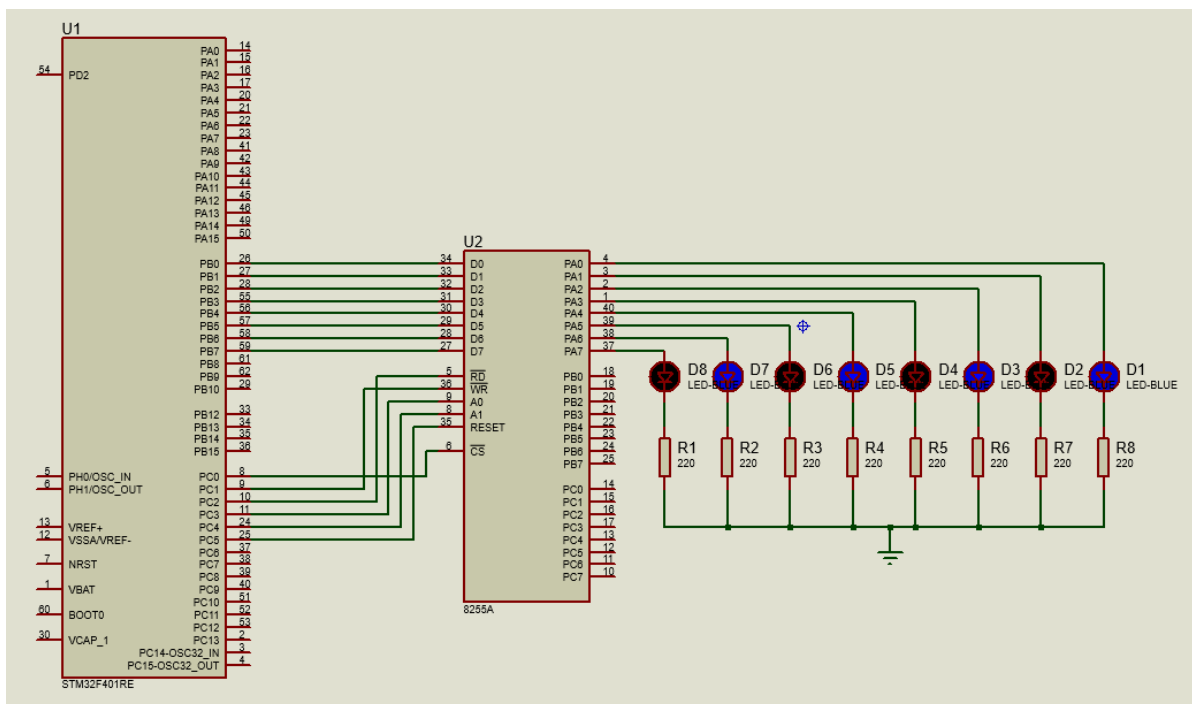 U1
54 PD2
5 PH0/OSC_IN
6 PH1/OSC_OUT
13 VREF+
12 VSSA/VREF-
7 NRST
1 VBAT
60 BOOT0
30 VCAP_1
PA0 14
PA1 15
PA2 16
PA3 17
PA4 20
PA5 21
PA6 22
PA7 23
PA8 41
PA9 42
PA10 43
PA11 44
PA12 45
PA13 46
PA14 49
PA15 50
PB0 26
PB1 27
PB2 28
PB3 55
PB4 56
PB5 57
PB6 58
PB7 59
PB8 61
PB9 62
PB10 29
PB12 33
PB13 34
PB14 35
PB15 36
PC0 8
PC1 9
PC2 10
PC3 11
PC4 24
PC5 25
PC6 37
PC7 38
PC8 39
PC9 40
PC10 51
PC11 52
PC12 53
PC13 2
PC14-OSC32_IN 3
PC15-OSC32_OUT 4
STM32F401RE
U2
34 D0
33 D1
32 D2
31 D3
30 D4
29 D5
28 D6
27 D7
5 RD
36 WR
9 A0
8 A1
35 RESET
6 CS
PA0 4
PA1 3
PA2 2
PA3 1
PA4 40
PA5 39
PA6 38
PA7 37
PB0 18
PB1 19
PB2 20
PB3 21
PB4 22
PB5 23
PB6 24
PB7 25
PC0 14
PC1 15
PC2 16
PC3 17
PC4 13
PC5 12
PC6 11
PC7 10
8255A
D8 D7 D6 D5 D4 D3 D2 D1
LED-BLUE
R1 R2 R3 R4 R5 R6 R7 R8
220 220 220 220 220 220 220 220